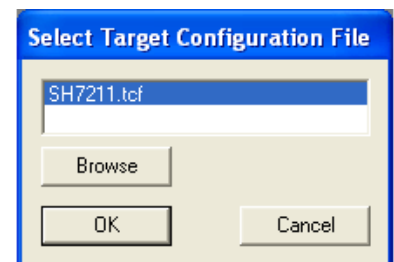 Select Target Configuration File
SH7211.tcf
Browse
OK
Cancel